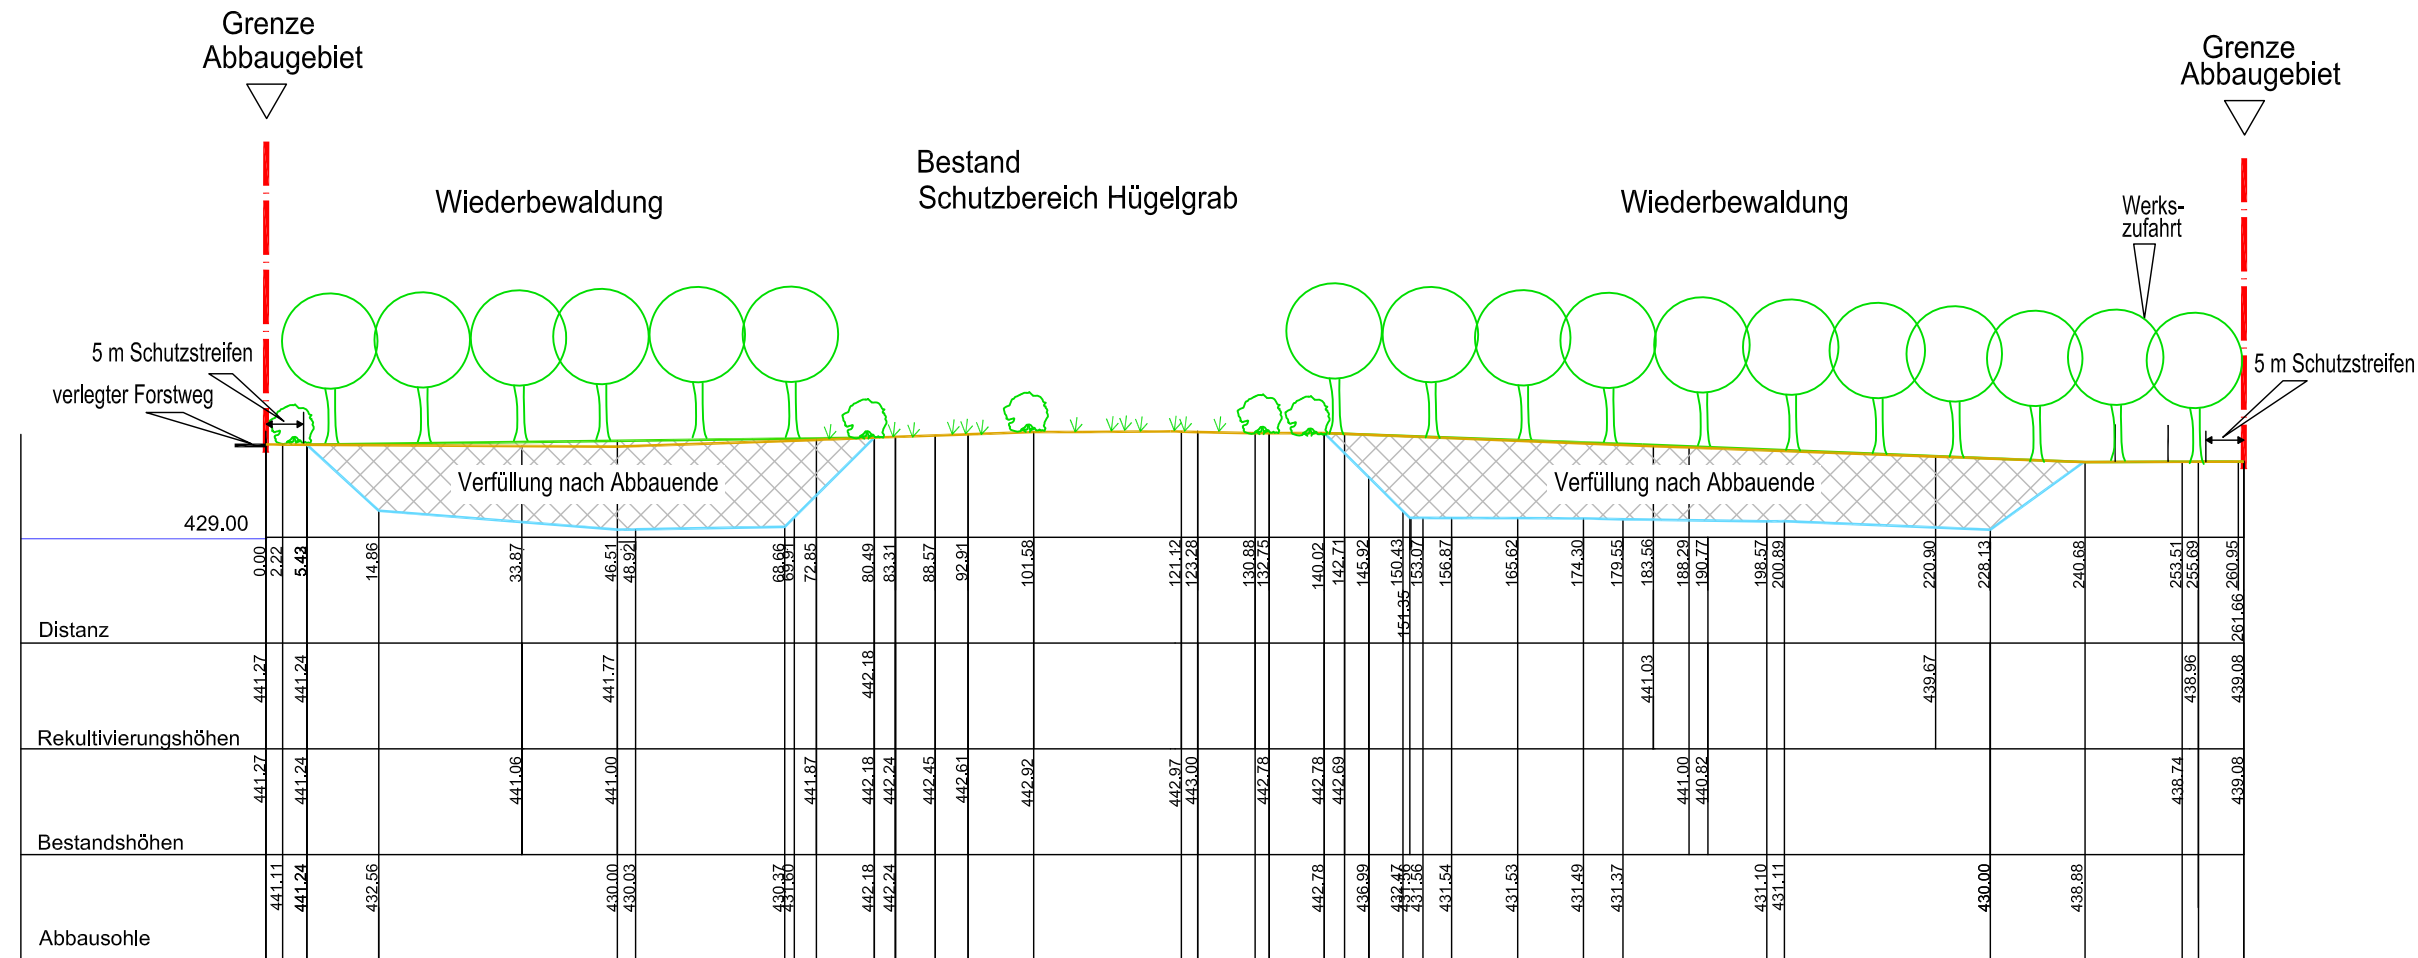 Grenze
Abbaugebiet
Grenze
Abbaugebiet
Bestand
Schutzbereich Hügelgrab
Wiederbewaldung
Wiederbewaldung
Werks-
zufahrt
5 m Schutzstreifen
verlegter Forstweg
5 m Schutzstreifen
Verfüllung nach Abbauende
Verfüllung nach Abbauende
429.00
Distanz
0.00 2.22 14.86 33.87 46.51 48.92 68.66 69.91 72.85 80.49 83.31 88.57 92.91 101.58 121.12 123.28 130.88 132.75 140.02 142.71 145.92 150.43 151.35 153.07 156.87 165.62 174.30 179.55 183.56 188.29 190.77 198.57 200.89 220.90 228.13 240.68 253.51 255.69 260.95 261.66
Rekultivierungshöhen
441.27 441.24 441.77 442.18 441.03 439.67 438.96 439.08
Bestandshöhen
441.27 441.24 441.06 441.00 441.87 442.18 442.24 442.45 442.61 442.92 442.97 443.00 442.78 442.78 442.69 441.00 440.82 438.74 439.08
Abbausohle
441.11 441.24 432.56 430.00 430.03 430.37 431.60 442.18 442.24 442.78 436.99 432.47 431.56 431.56 431.54 431.53 431.49 431.37 431.10 431.11 430.00 438.88